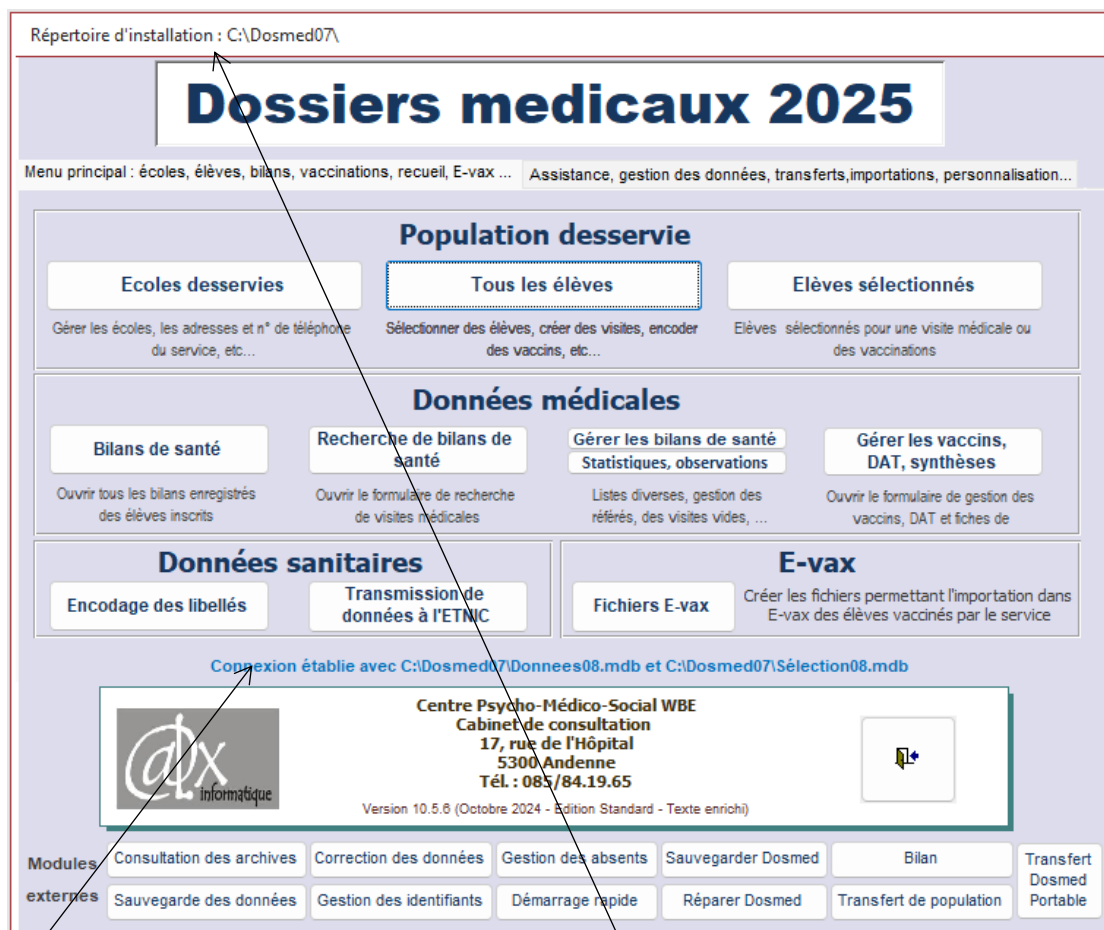 Répertoire d'installation : C:\Dosmed07\
Dossiers medicaux 2025
Menu principal : écoles, élèves, bilans, vaccinations, recueil, E-vax ... Assistance, gestion des données, transferts,importations, personnalisation...
Population desservie
Ecoles desservies
Tous les élèves
Elèves sélectionnés
Gérer les écoles, les adresses et n° de téléphone
du service, etc...
Sélectionner des élèves, créer des visites, encoder
des vaccins, etc...
Elèves sélectionnés pour une visite médicale ou
des vaccinations
Données médicales
Bilans de santé
Recherche de bilans de
santé
Gérer les bilans de santé
Statistiques, observations
Gérer les vaccins,
DAT, synthèses
Ouvrir tous les bilans enregistrés
des élèves inscrits
Ouvrir le formulaire de recherche
de visites médicales
Listes diverses, gestion des
référés, des visites vides, ...
Ouvrir le formulaire de gestion des
vaccins, DAT et fiches de
Données sanitaires
Encodage des libellés
Transmission de
données à l'ETNIC
E-vax
Fichiers E-vax
Créer les fichiers permettant l'importation dans
E-vax des élèves vaccinés par le service
Connexion établie avec C:\Dosmed07\Donnees08.mdb et C:\Dosmed07\Sélection08.mdb
@DX
informatique
Centre Psycho-Médico-Social WBE
Cabinet de consultation
17, rue de l'Hôpital
5300 Andenne
Tél. : 085/84.19.65
Version 10.5.6 (Octobre 2024 - Edition Standard - Texte enrichi)
Modules
externes
Consultation des archives
Correction des données
Gestion des absents
Sauvegarder Dosmed
Bilan
Transfert
Dosmed
Portable
Sauvegarde des données
Gestion des identifiants
Démarrage rapide
Réparer Dosmed
Transfert de population